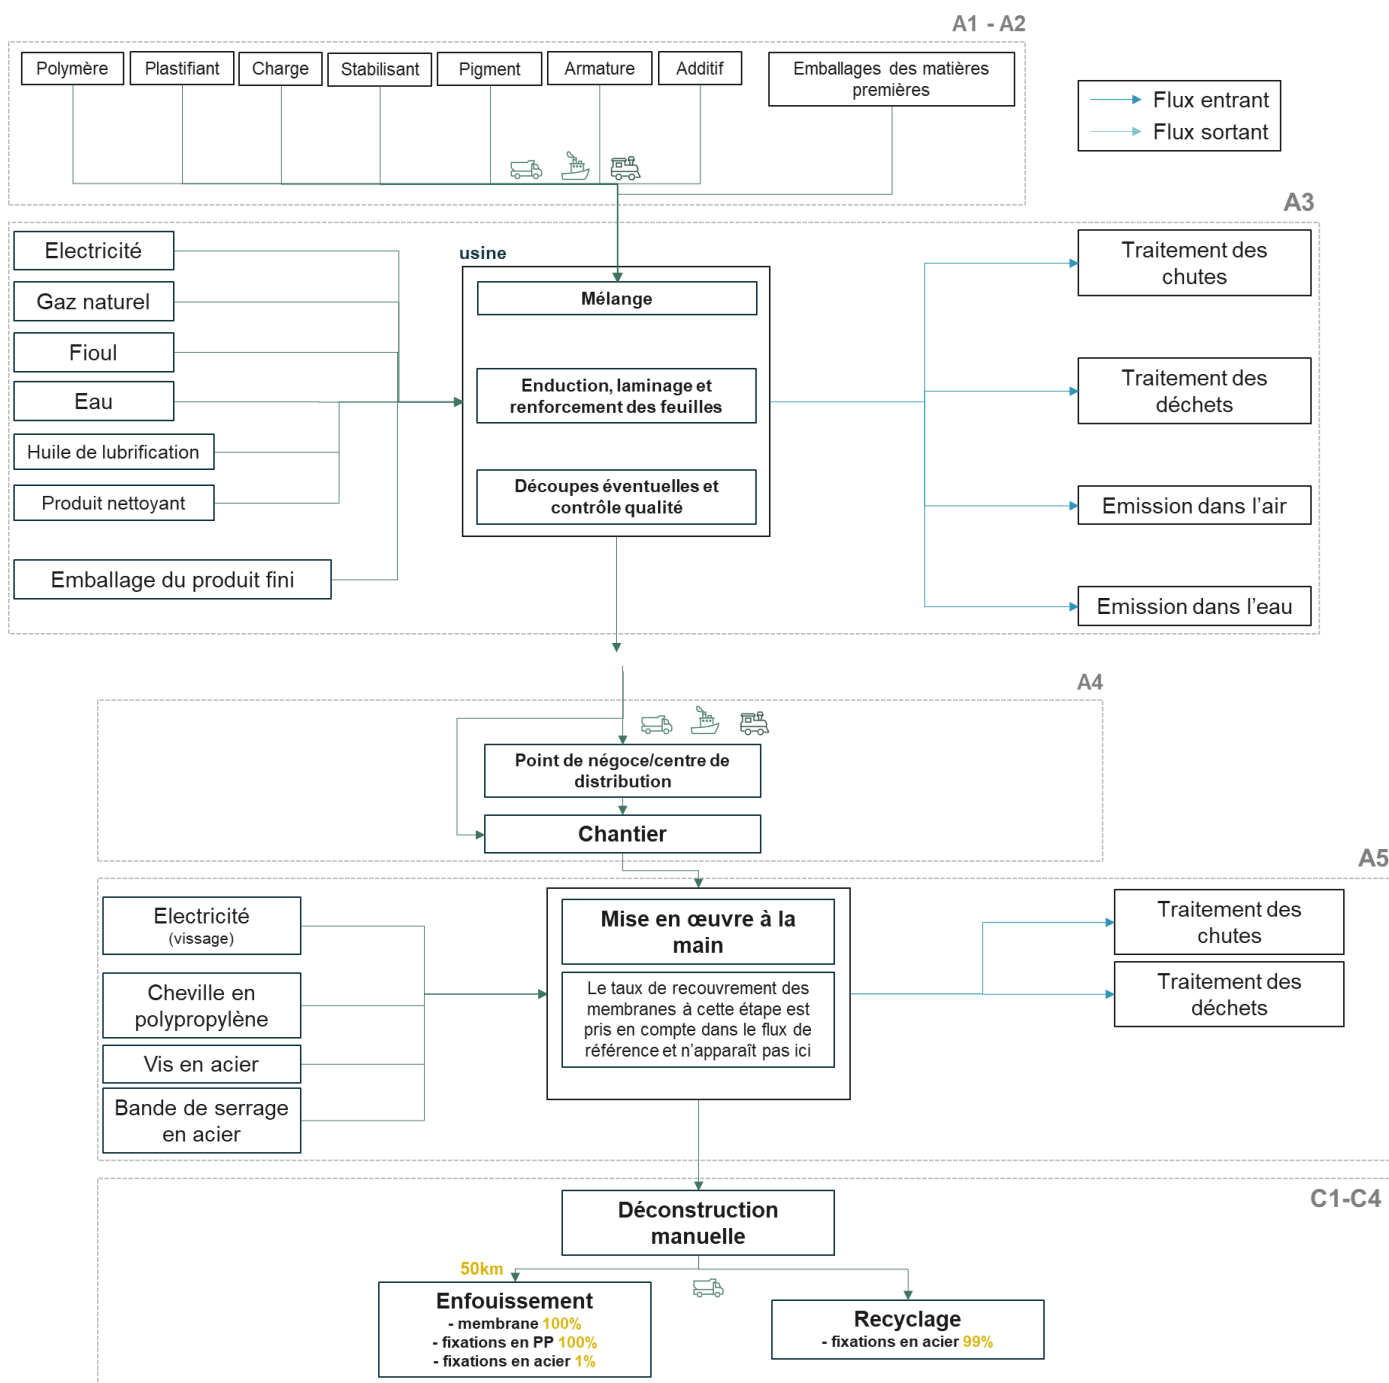 A1 - A2
Polymère
Plastifiant
Charge
Stabilisant
Pigment
Armature
Additif
Emballages des matières
premières
Flux entrant
Flux sortant
A3
Electricité
Gaz naturel
Fioul
Eau
Huile de lubrification
Produit nettoyant
Emballage du produit fini
usine
Mélange
Enduction, laminage et
renforcement des feuilles
Découpes éventuelles et
contrôle qualité
Traitement des
chutes
Traitement des
déchets
Emission dans l'air
Emission dans l'eau
A4
Point de négoce/centre de
distribution
Chantier
A5
Electricité
(vissage)
Cheville en
polypropylène
Vis en acier
Bande de serrage
en acier
Mise en œuvre à la
main
Le taux de recouvrement des
membranes à cette étape est
pris en compte dans le flux de
référence et n'apparaît pas ici
Traitement des
chutes
Traitement des
déchets
C1-C4
Déconstruction
manuelle
50km
Enfouissement
- membrane 100%
- fixations en PP 100%
- fixations en acier 1%
Recyclage
- fixations en acier 99%